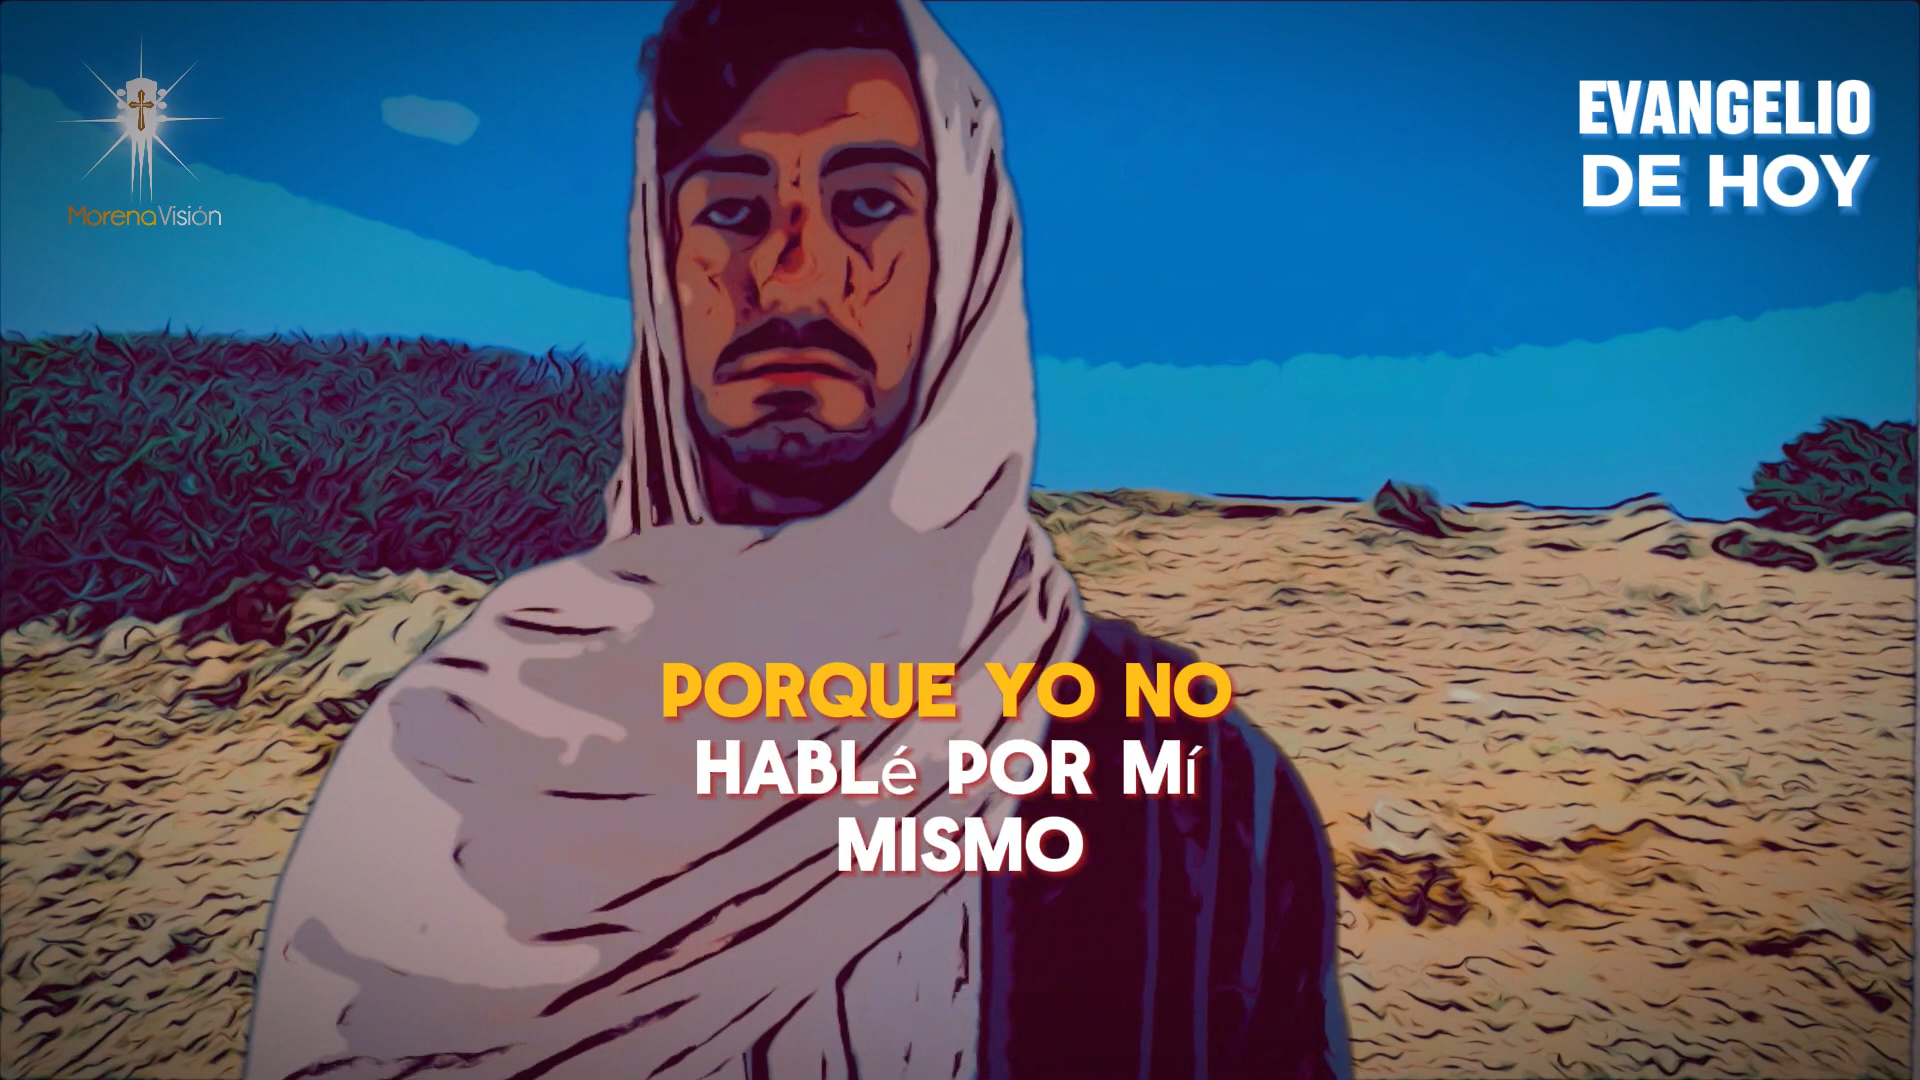 MorenaVisión
EVANGELIO
DE HOY
PORQUE YO NO
HABLé POR Mí
MISMO